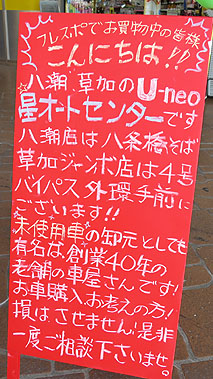 フレスポでお買物中の皆様
こんにちは!!
八潮.草加のU-neo
星オートセンターです
八潮店は八条橋そば
草加ジャンボ店は4号
バイパス外環手前に
ございます!!
未使用車の卸元としても
有名な創業40年の
老舗の車屋さんです!
お車購入お考えの方!
損はさせません!是非
一度ご相談下さいませ。